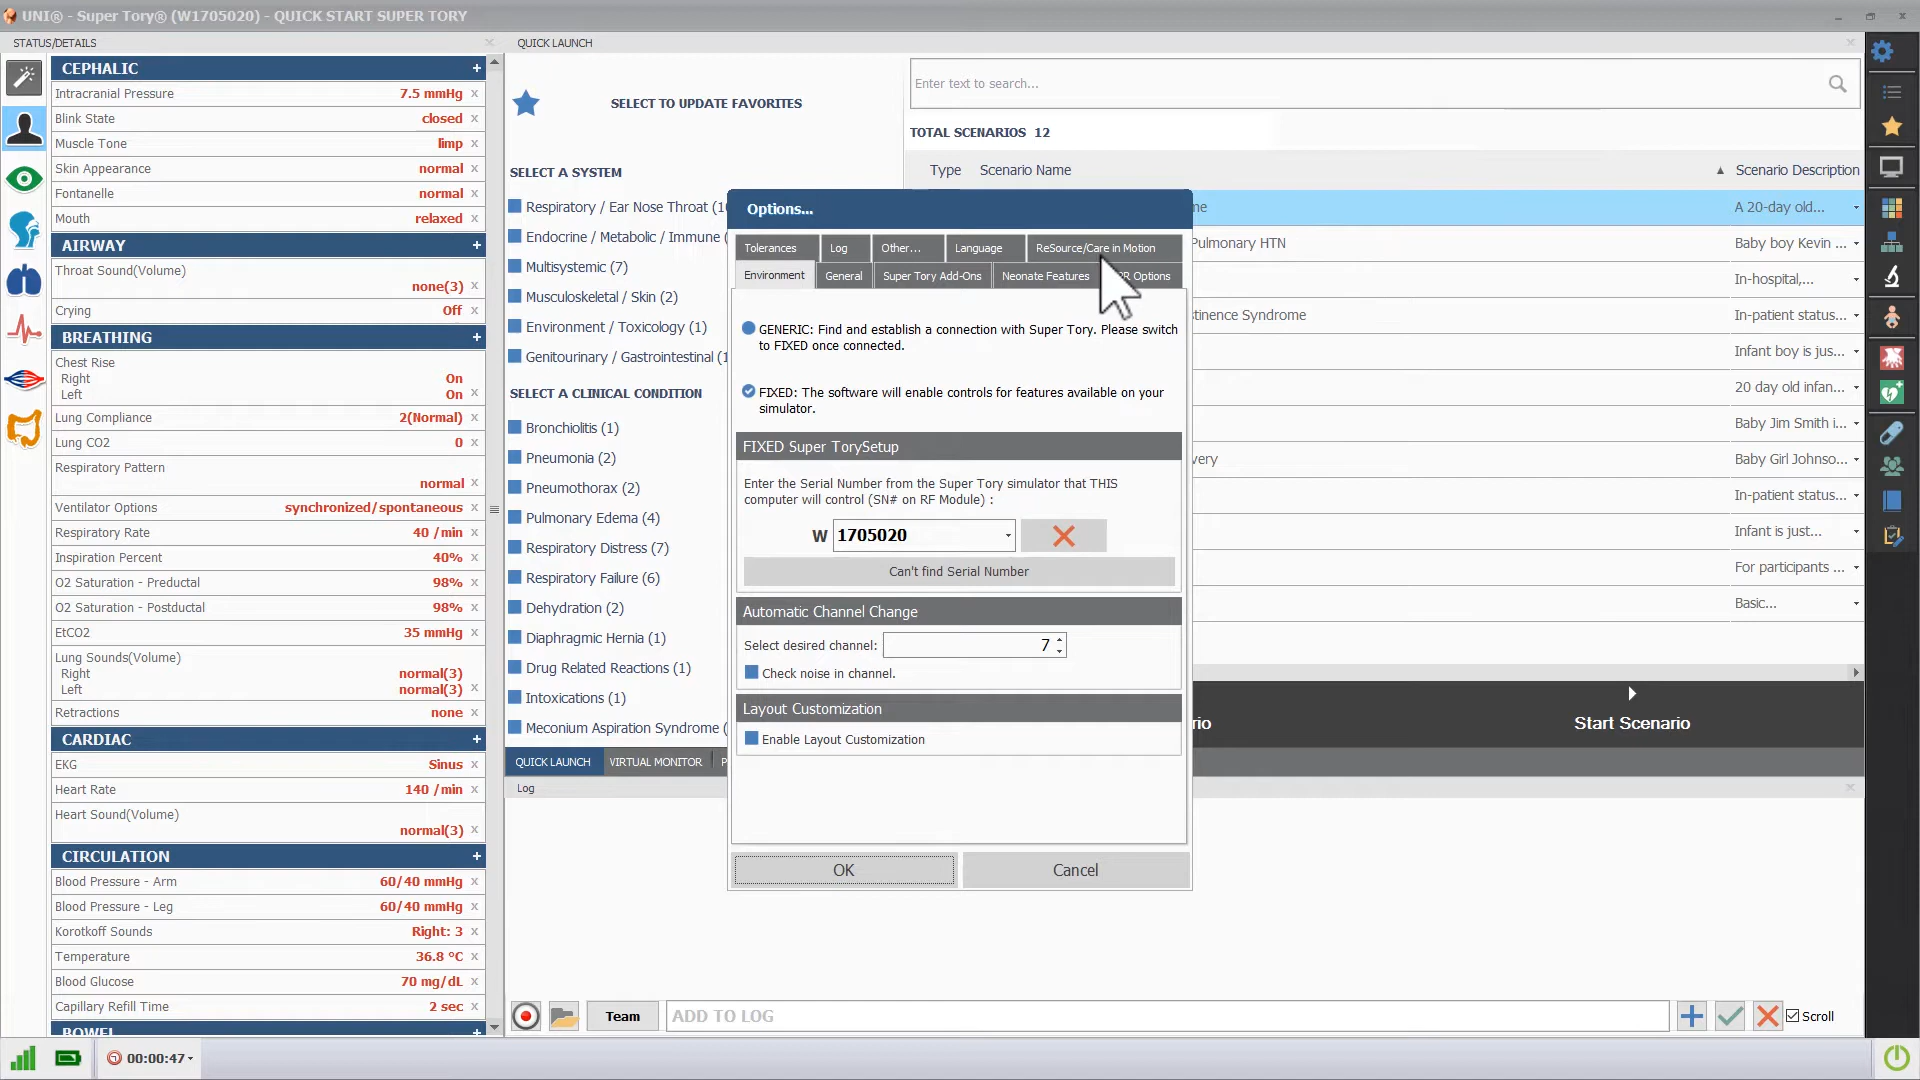 UNI® - Super Tory® (W1705020) - QUICK START SUPER TORY
STATUS/DETAILS
CEPHALIC
Intracranial Pressure 7.5 mmHg x
Blink State closed x
Muscle Tone limp x
Skin Appearance normal x
Fontanelle normal x
Mouth relaxed x
AIRWAY
Throat Sound(Volume)
none(3) x
Crying Off x
BREATHING
Chest Rise
Right On
Left On x
Lung Compliance 2(Normal) x
Lung CO2 0 x
Respiratory Pattern
normal x
Ventilator Options synchronized/spontaneous x
Respiratory Rate 40 /min x
Inspiration Percent 40% x
O2 Saturation - Preductal 98% x
O2 Saturation - Postductal 98% x
EtCO2 35 mmHg x
Lung Sounds(Volume)
Right normal(3)
Left normal(3) x
Retractions none x
CARDIAC
EKG Sinus x
Heart Rate 140 /min x
Heart Sound(Volume)
normal(3) x
CIRCULATION
Blood Pressure - Arm 60/40 mmHg x
Blood Pressure - Leg 60/40 mmHg x
Korotkoff Sounds Right: 3 x
Temperature 36.8 °C x
Blood Glucose 70 mg/dL x
Capillary Refill Time 2 sec x
BOWEL
00:00:47
QUICK LAUNCH
SELECT TO UPDATE FAVORITES
SELECT A SYSTEM
Respiratory / Ear Nose Throat (1
Endocrine / Metabolic / Immune (
Multisystemic (7)
Musculoskeletal / Skin (2)
Environment / Toxicology (1)
Genitourinary / Gastrointestinal (1
SELECT A CLINICAL CONDITION
Bronchiolitis (1)
Pneumonia (2)
Pneumothorax (2)
Pulmonary Edema (4)
Respiratory Distress (7)
Respiratory Failure (6)
Dehydration (2)
Diaphragmic Hernia (1)
Drug Related Reactions (1)
Intoxications (1)
Meconium Aspiration Syndrome (
Enter text to search...
TOTAL SCENARIOS 12
Type Scenario Name Scenario Description
me A 20-day old...
Pulmonary HTN Baby boy Kevin ...
In-hospital,...
stinence Syndrome In-patient status...
Infant boy is jus...
20 day old infan...
Baby Jim Smith i...
very Baby Girl Johnso...
In-patient status...
Infant is just...
For participants ...
Basic...
rio Start Scenario
Options...
Tolerances Log Other... Language ReSource/Care in Motion
Environment General Super Tory Add-Ons Neonate Features PR Options
GENERIC: Find and establish a connection with Super Tory. Please switch
to FIXED once connected.
FIXED: The software will enable controls for features available on your
simulator.
FIXED Super TorySetup
Enter the Serial Number from the Super Tory simulator that THIS
computer will control (SN# on RF Module) :
W 1705020
Can't find Serial Number
Automatic Channel Change
Select desired channel: 7
Check noise in channel.
Layout Customization
Enable Layout Customization
OK Cancel
QUICK LAUNCH VIRTUAL MONITOR P
Log
Team ADD TO LOG Scroll